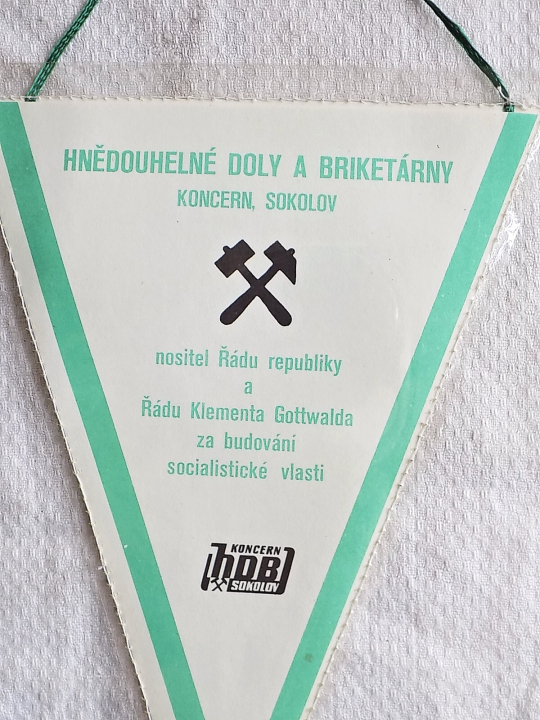 HNĚDOUHELNÉ DOLY A BRIKETÁRNY
KONCERN, SOKOLOV
nositel Řádu republiky
a
Řádu Klementa Gottwalda
za budování
socialistické vlasti
KONCERN
hDB
SOKOLOV